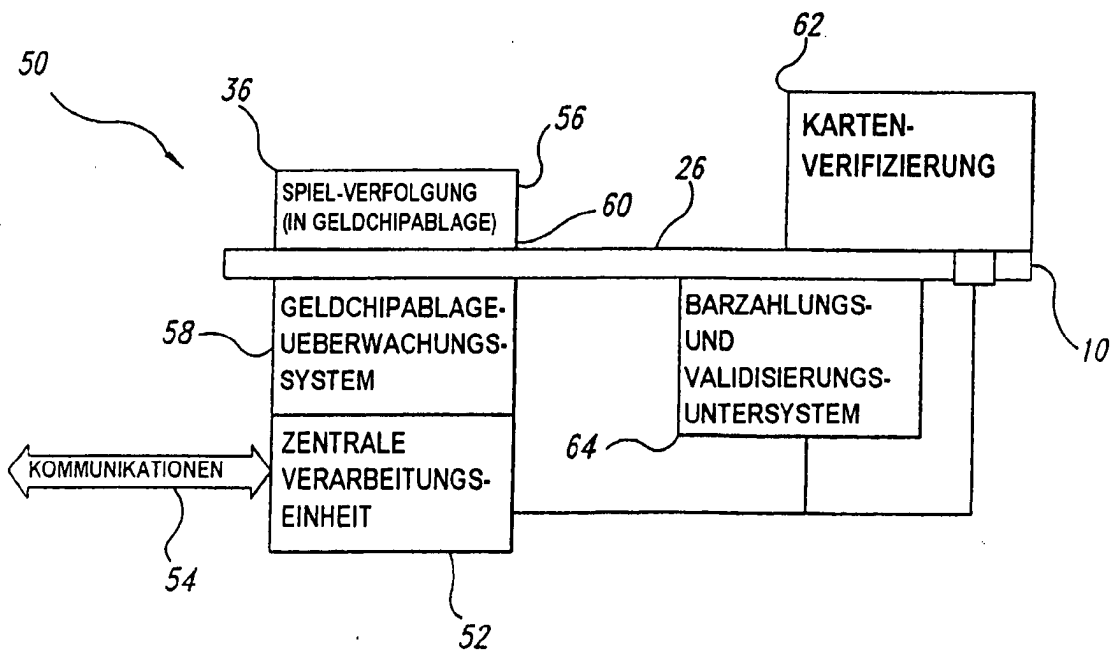 50
62
36
56
KARTEN-
VERIFIZIERUNG
SPIEL-VERFOLGUNG
(IN GELDCHIPABLAGE)
26
60
GELDCHIPABLAGE-
UEBERWACHUNGS-
SYSTEM
58
BARZAHLUNGS-
UND
VALIDISIERUNGS-
UNTERSYSTEM
10
64
ZENTRALE
VERARBEITUNGS-
EINHEIT
KOMMUNIKATIONEN
54
52